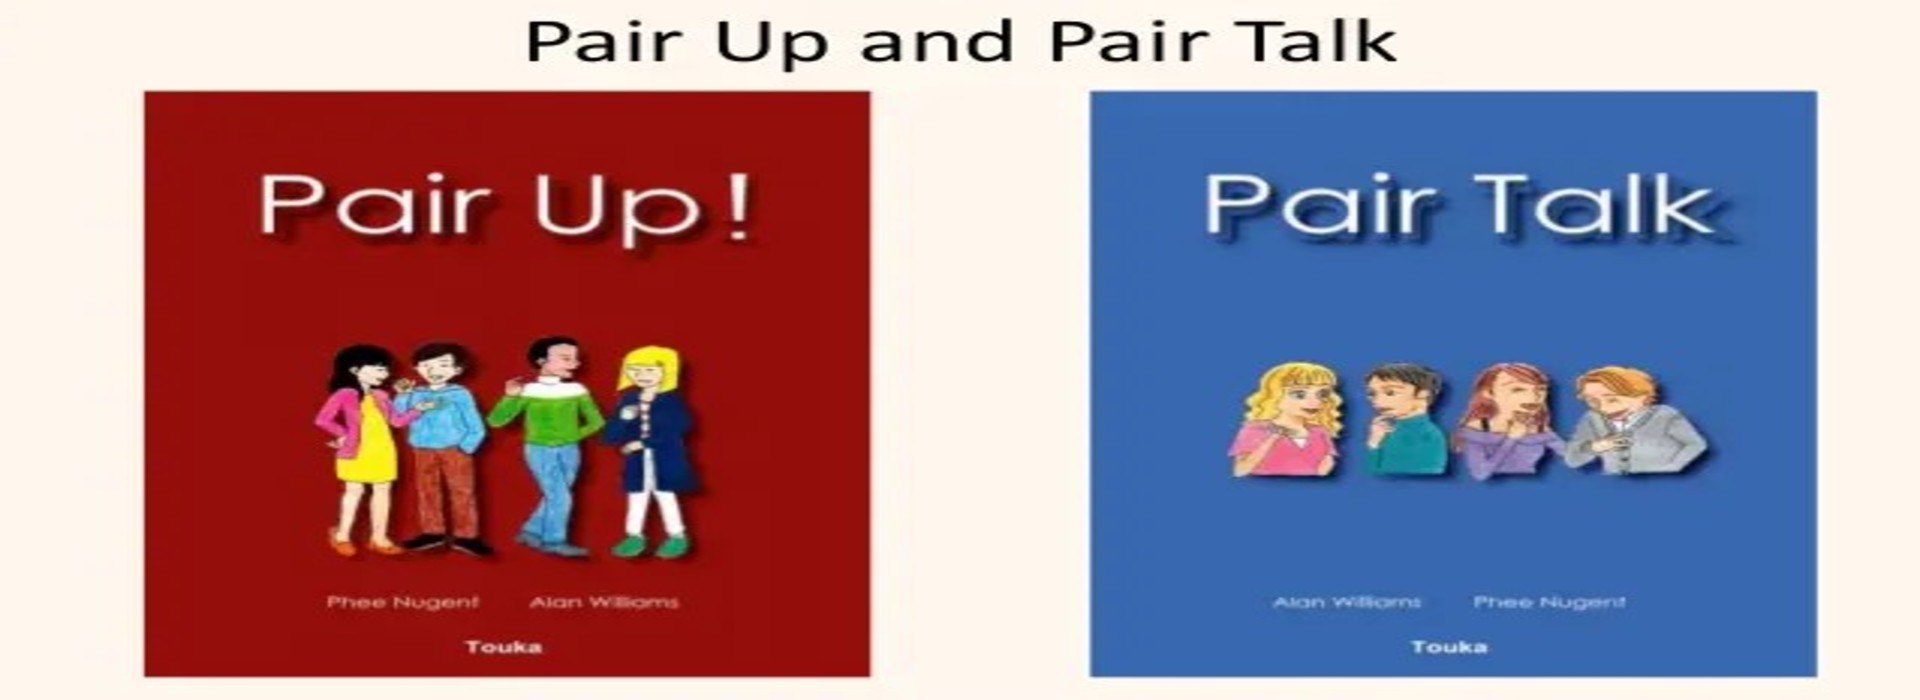 Pair Up and Pair Talk
Pair Up!
Phee Nugent Alan Williams
Touka
Pair Talk
Alan Williams Phee Nugent
Touka